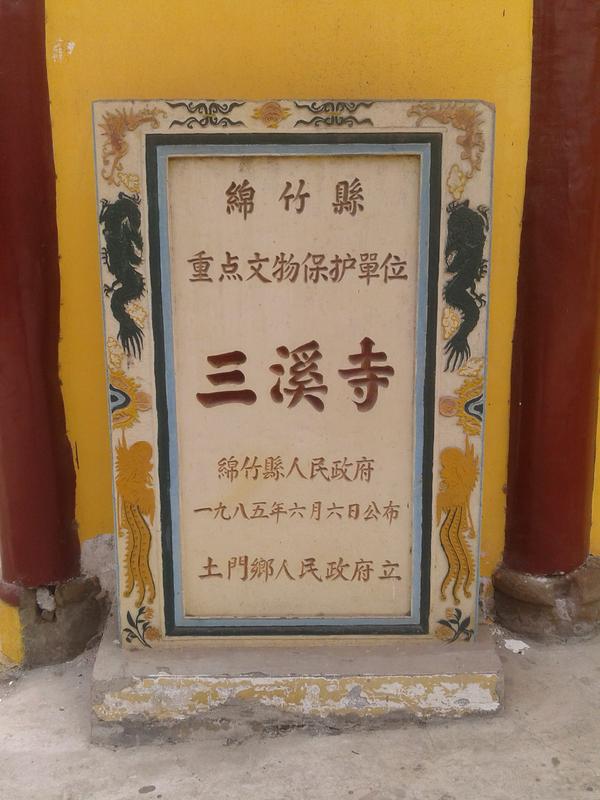 綿竹縣
重点文物保护單位
三溪寺
綿竹縣人民政府
一九八五年六月六日公布
土門鄉人民政府立